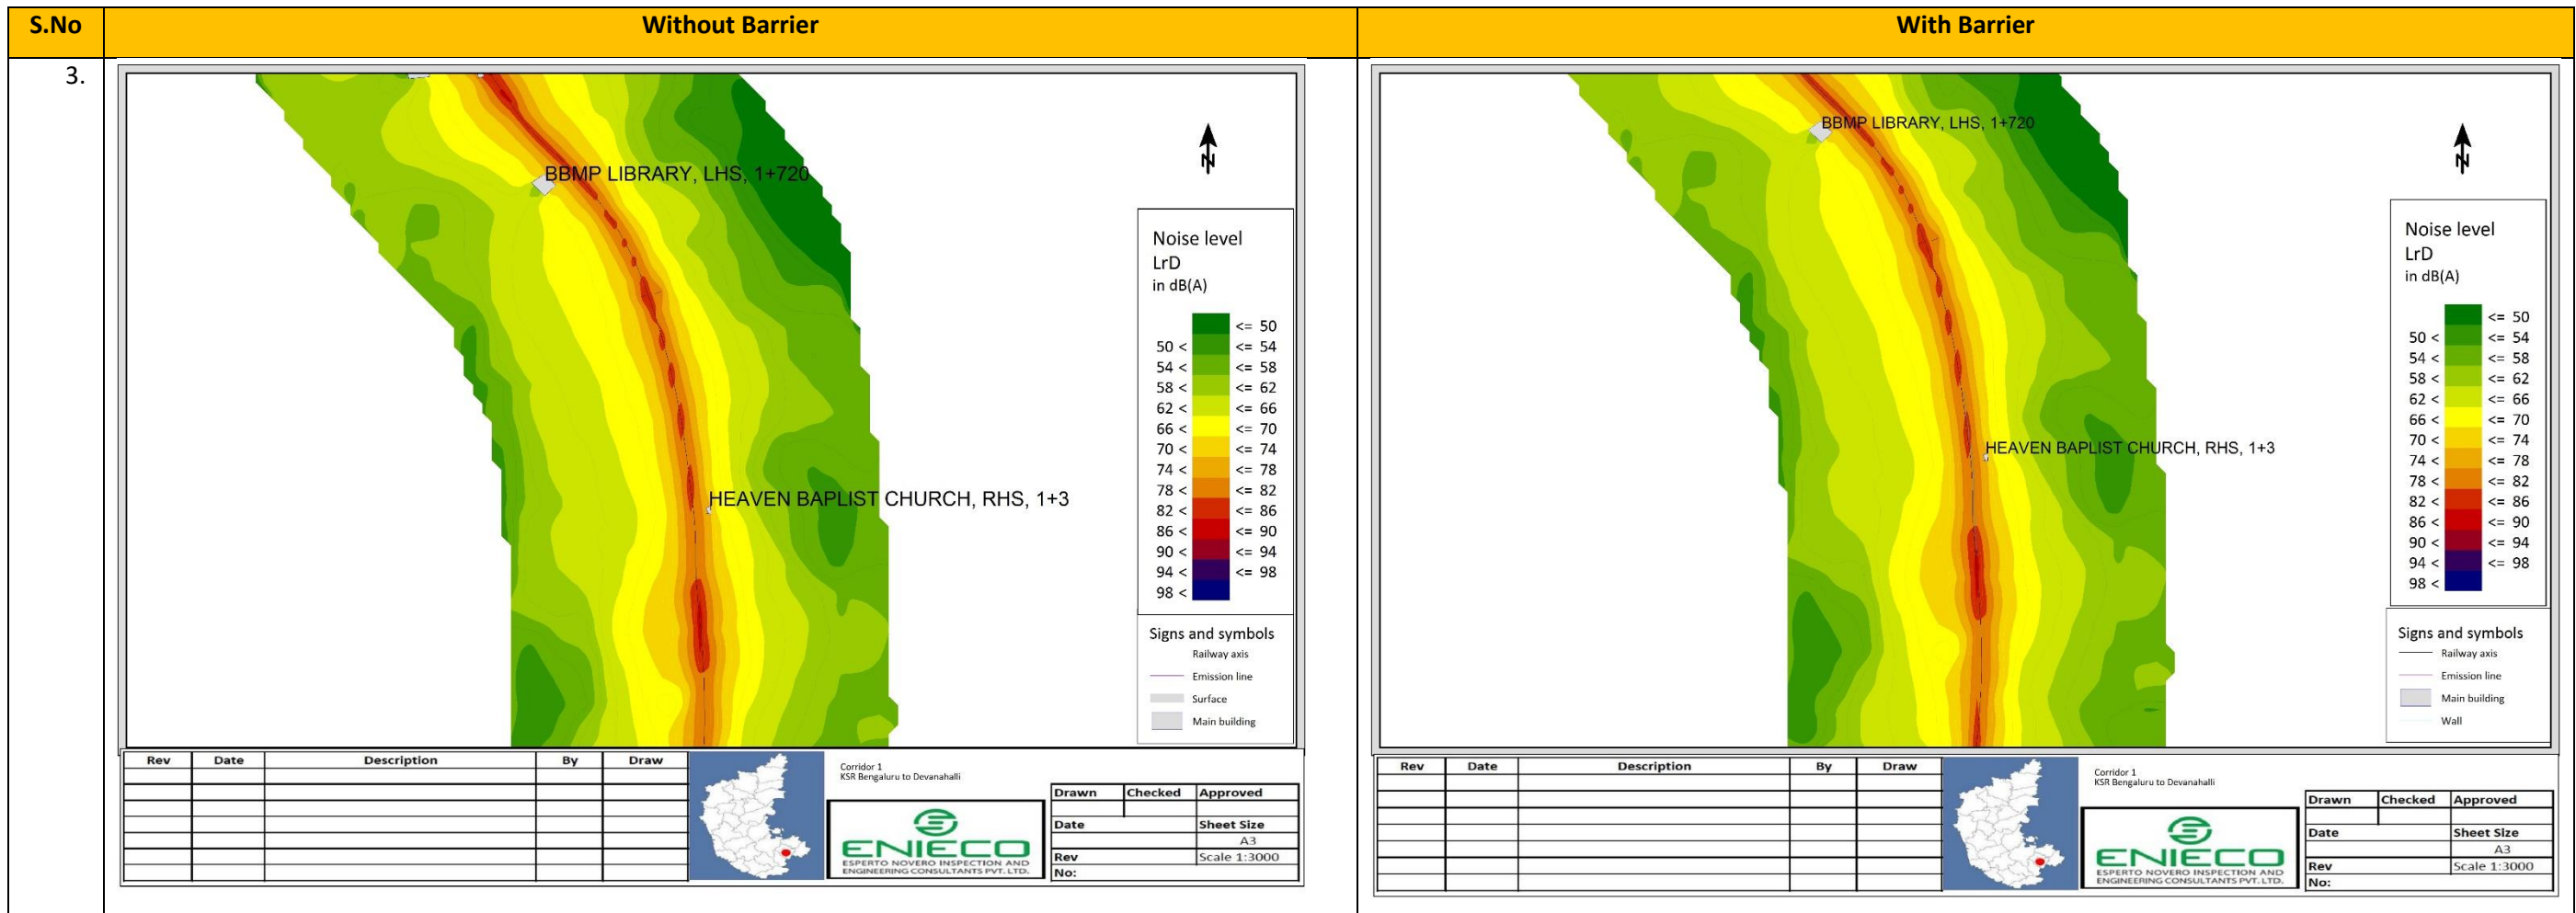 S.No Without Barrier With Barrier
3.
BBMP LIBRARY, LHS, 1+720
HEAVEN BAPLIST CHURCH, RHS, 1+3
N
Noise level
LrD
in dB(A)
<= 50
50 < <= 54
54 < <= 58
58 < <= 62
62 < <= 66
66 < <= 70
70 < <= 74
74 < <= 78
78 < <= 82
82 < <= 86
86 < <= 90
90 < <= 94
94 < <= 98
98 <
Signs and symbols
Railway axis
Emission line
Surface
Main building
Rev Date Description By Draw
Corridor 1
KSR Bengaluru to Devanahalli
ENIECO
ESPERTO NOVERO INSPECTION AND
ENGINEERING CONSULTANTS PVT. LTD.
Drawn Checked Approved
Date Sheet Size
A3
Rev Scale 1:3000
No:
BBMP LIBRARY, LHS, 1+720
HEAVEN BAPLIST CHURCH, RHS, 1+3
N
Noise level
LrD
in dB(A)
<= 50
50 < <= 54
54 < <= 58
58 < <= 62
62 < <= 66
66 < <= 70
70 < <= 74
74 < <= 78
78 < <= 82
82 < <= 86
86 < <= 90
90 < <= 94
94 < <= 98
98 <
Signs and symbols
Railway axis
Emission line
Main building
Wall
Rev Date Description By Draw
Corridor 1
KSR Bengaluru to Devanahalli
ENIECO
ESPERTO NOVERO INSPECTION AND
ENGINEERING CONSULTANTS PVT. LTD.
Drawn Checked Approved
Date Sheet Size
A3
Rev Scale 1:3000
No: